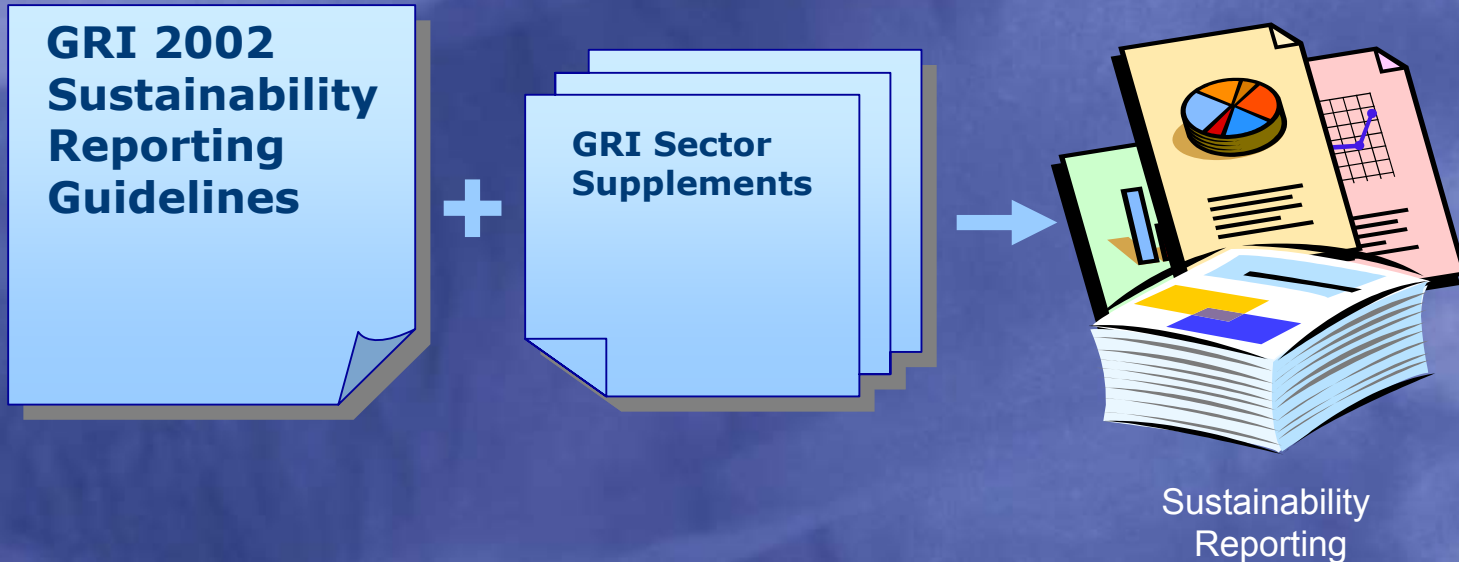 GRI 2002
Sustainability
Reporting
Guidelines
GRI Sector
Supplements
Sustainability
Reporting